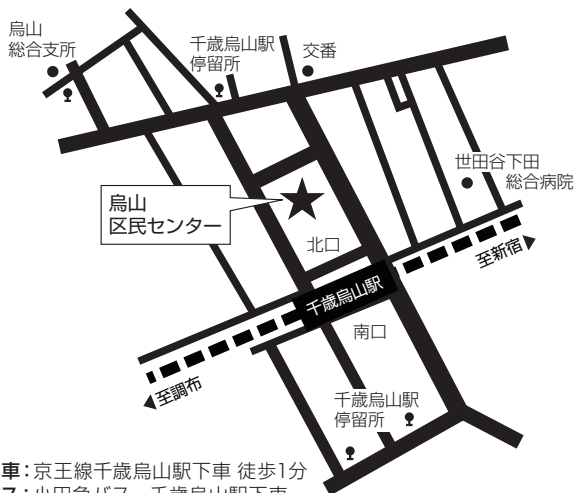 烏山
総合支所
千歳烏山駅
停留所
交番
世田谷下田
総合病院
烏山
区民センター
北口
至新宿
千歳烏山駅
南口
至調布
千歳烏山駅
停留所
車：京王線千歳烏山駅下車 徒歩1分